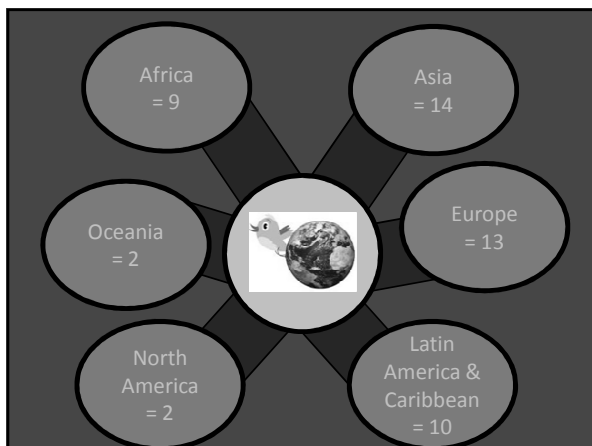 Africa
= 9
Asia
= 14
Oceania
= 2
Europe
= 13
North
America
= 2
Latin
America &
Caribbean
= 10